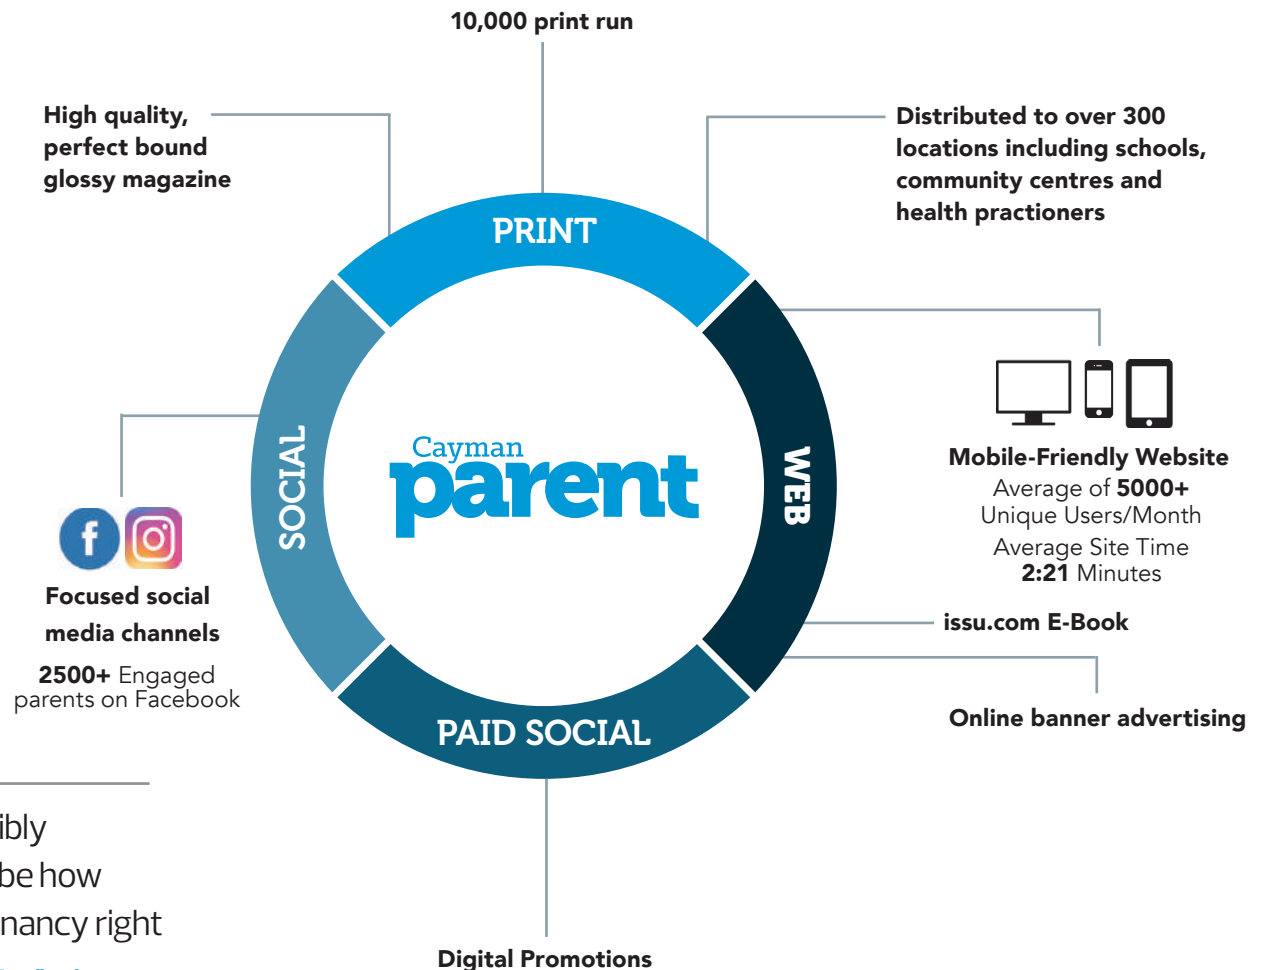 10,000 print run
High quality,
perfect bound
glossy magazine
Distributed to over 300
locations including schools,
community centres and
health practioners
PRINT
SOCIAL
WEB
PAID SOCIAL
Cayman
parent
Mobile-Friendly Website
Average of 5000+
Unique Users/Month
Average Site Time
2:21 Minutes
issu.com E-Book
Online banner advertising
Focused social
media channels
2500+ Engaged
parents on Facebook
ibly
be how
nancy right
Digital Promotions